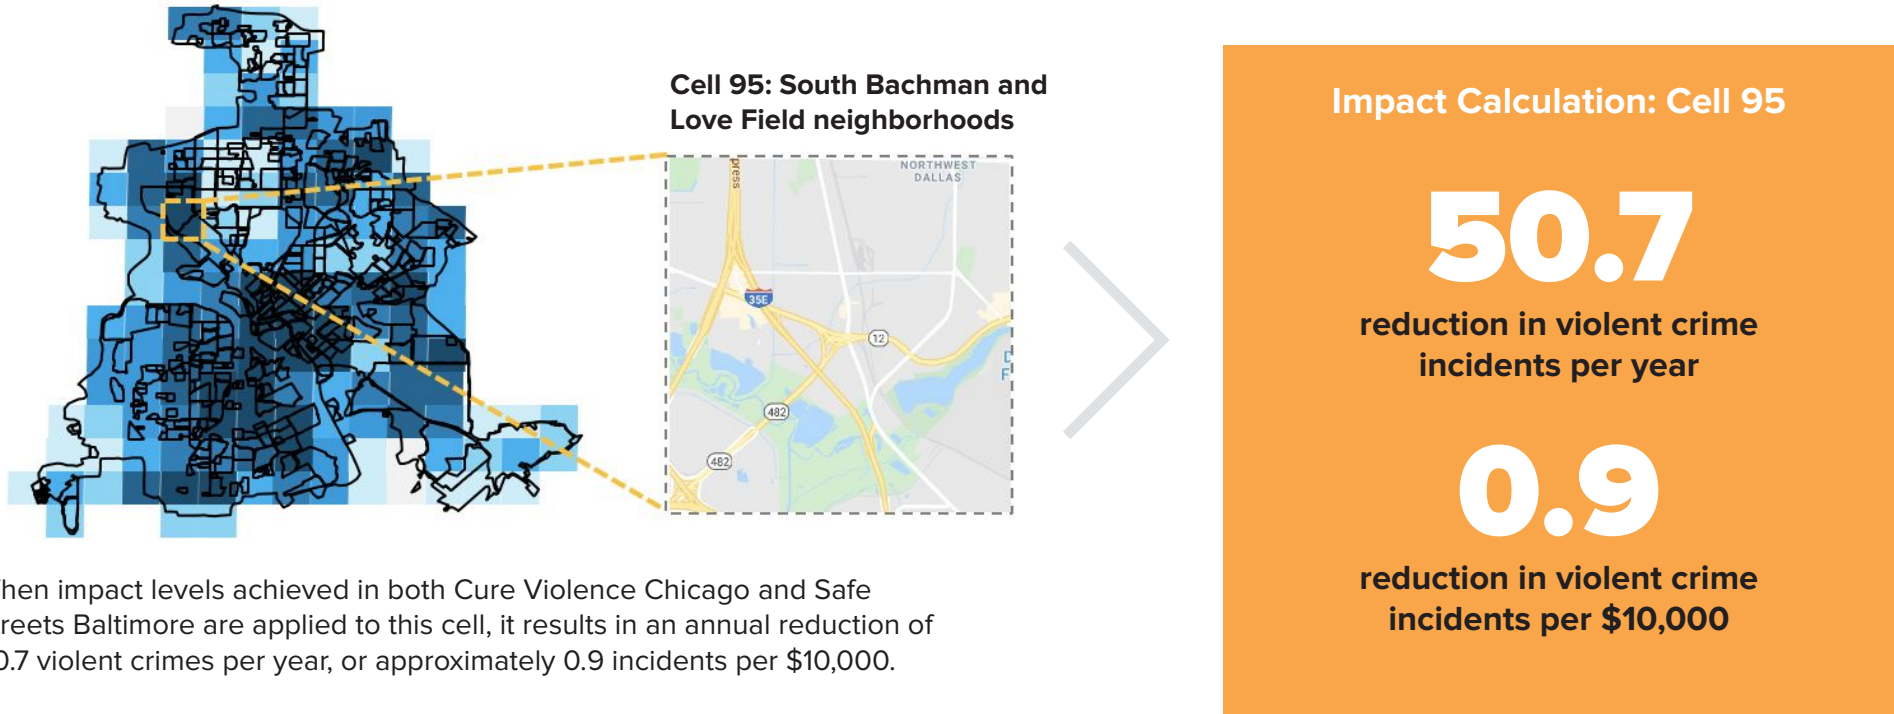 Cell 95: South Bachman and
Love Field neighborhoods
press
NORTHWEST
DALLAS
35E
12
D
F
482
482
Impact Calculation: Cell 95
50.7
reduction in violent crime
incidents per year
0.9
reduction in violent crime
incidents per $10,000
hen impact levels achieved in both Cure Violence Chicago and Safe
reets Baltimore are applied to this cell, it results in an annual reduction of
0.7 violent crimes per year, or approximately 0.9 incidents per $10,000.